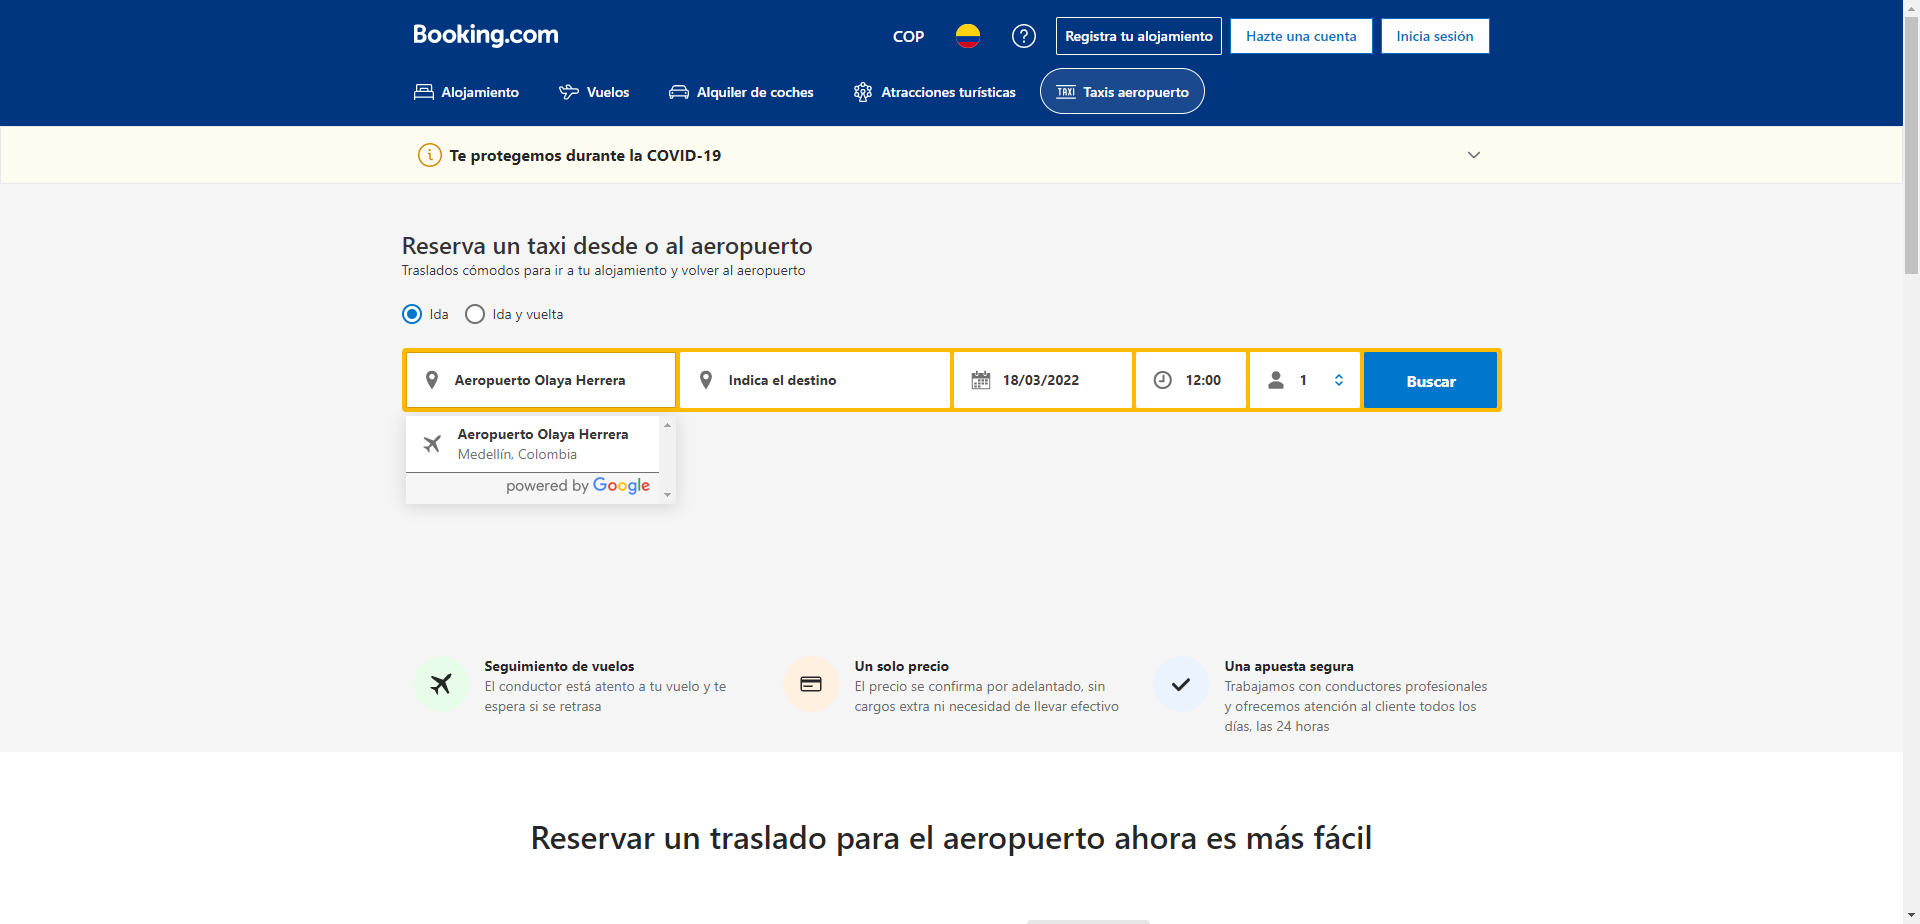 Booking.com
COP
Registra tu alojamiento
Hazte una cuenta
Inicia sesión
Alojamiento
Vuelos
Alquiler de coches
Atracciones turísticas
TAXI
Taxis aeropuerto
Te protegemos durante la COVID-19
Reserva un taxi desde o al aeropuerto
Traslados cómodos para ir a tu alojamiento y volver al aeropuerto
Ida
Ida y vuelta
Aeropuerto Olaya Herrera
Indica el destino
18/03/2022
12:00
1
Buscar
Aeropuerto Olaya Herrera
Medellín, Colombia
powered by Google
Seguimiento de vuelos
El conductor está atento a tu vuelo y te
espera si se retrasa
Un solo precio
El precio se confirma por adelantado, sin
cargos extra ni necesidad de llevar efectivo
Una apuesta segura
Trabajamos con conductores profesionales
y ofrecemos atención al cliente todos los
días, las 24 horas
Reservar un traslado para el aeropuerto ahora es más fácil